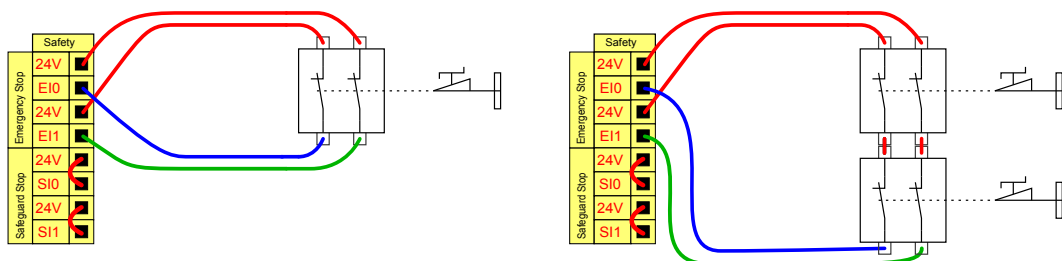 Safety
Emergency Stop
24V
EI0
24V
EI1
Safeguard Stop
24V
SI0
24V
SI1
Safety
Emergency Stop
24V
EI0
24V
EI1
Safeguard Stop
24V
SI0
24V
SI1